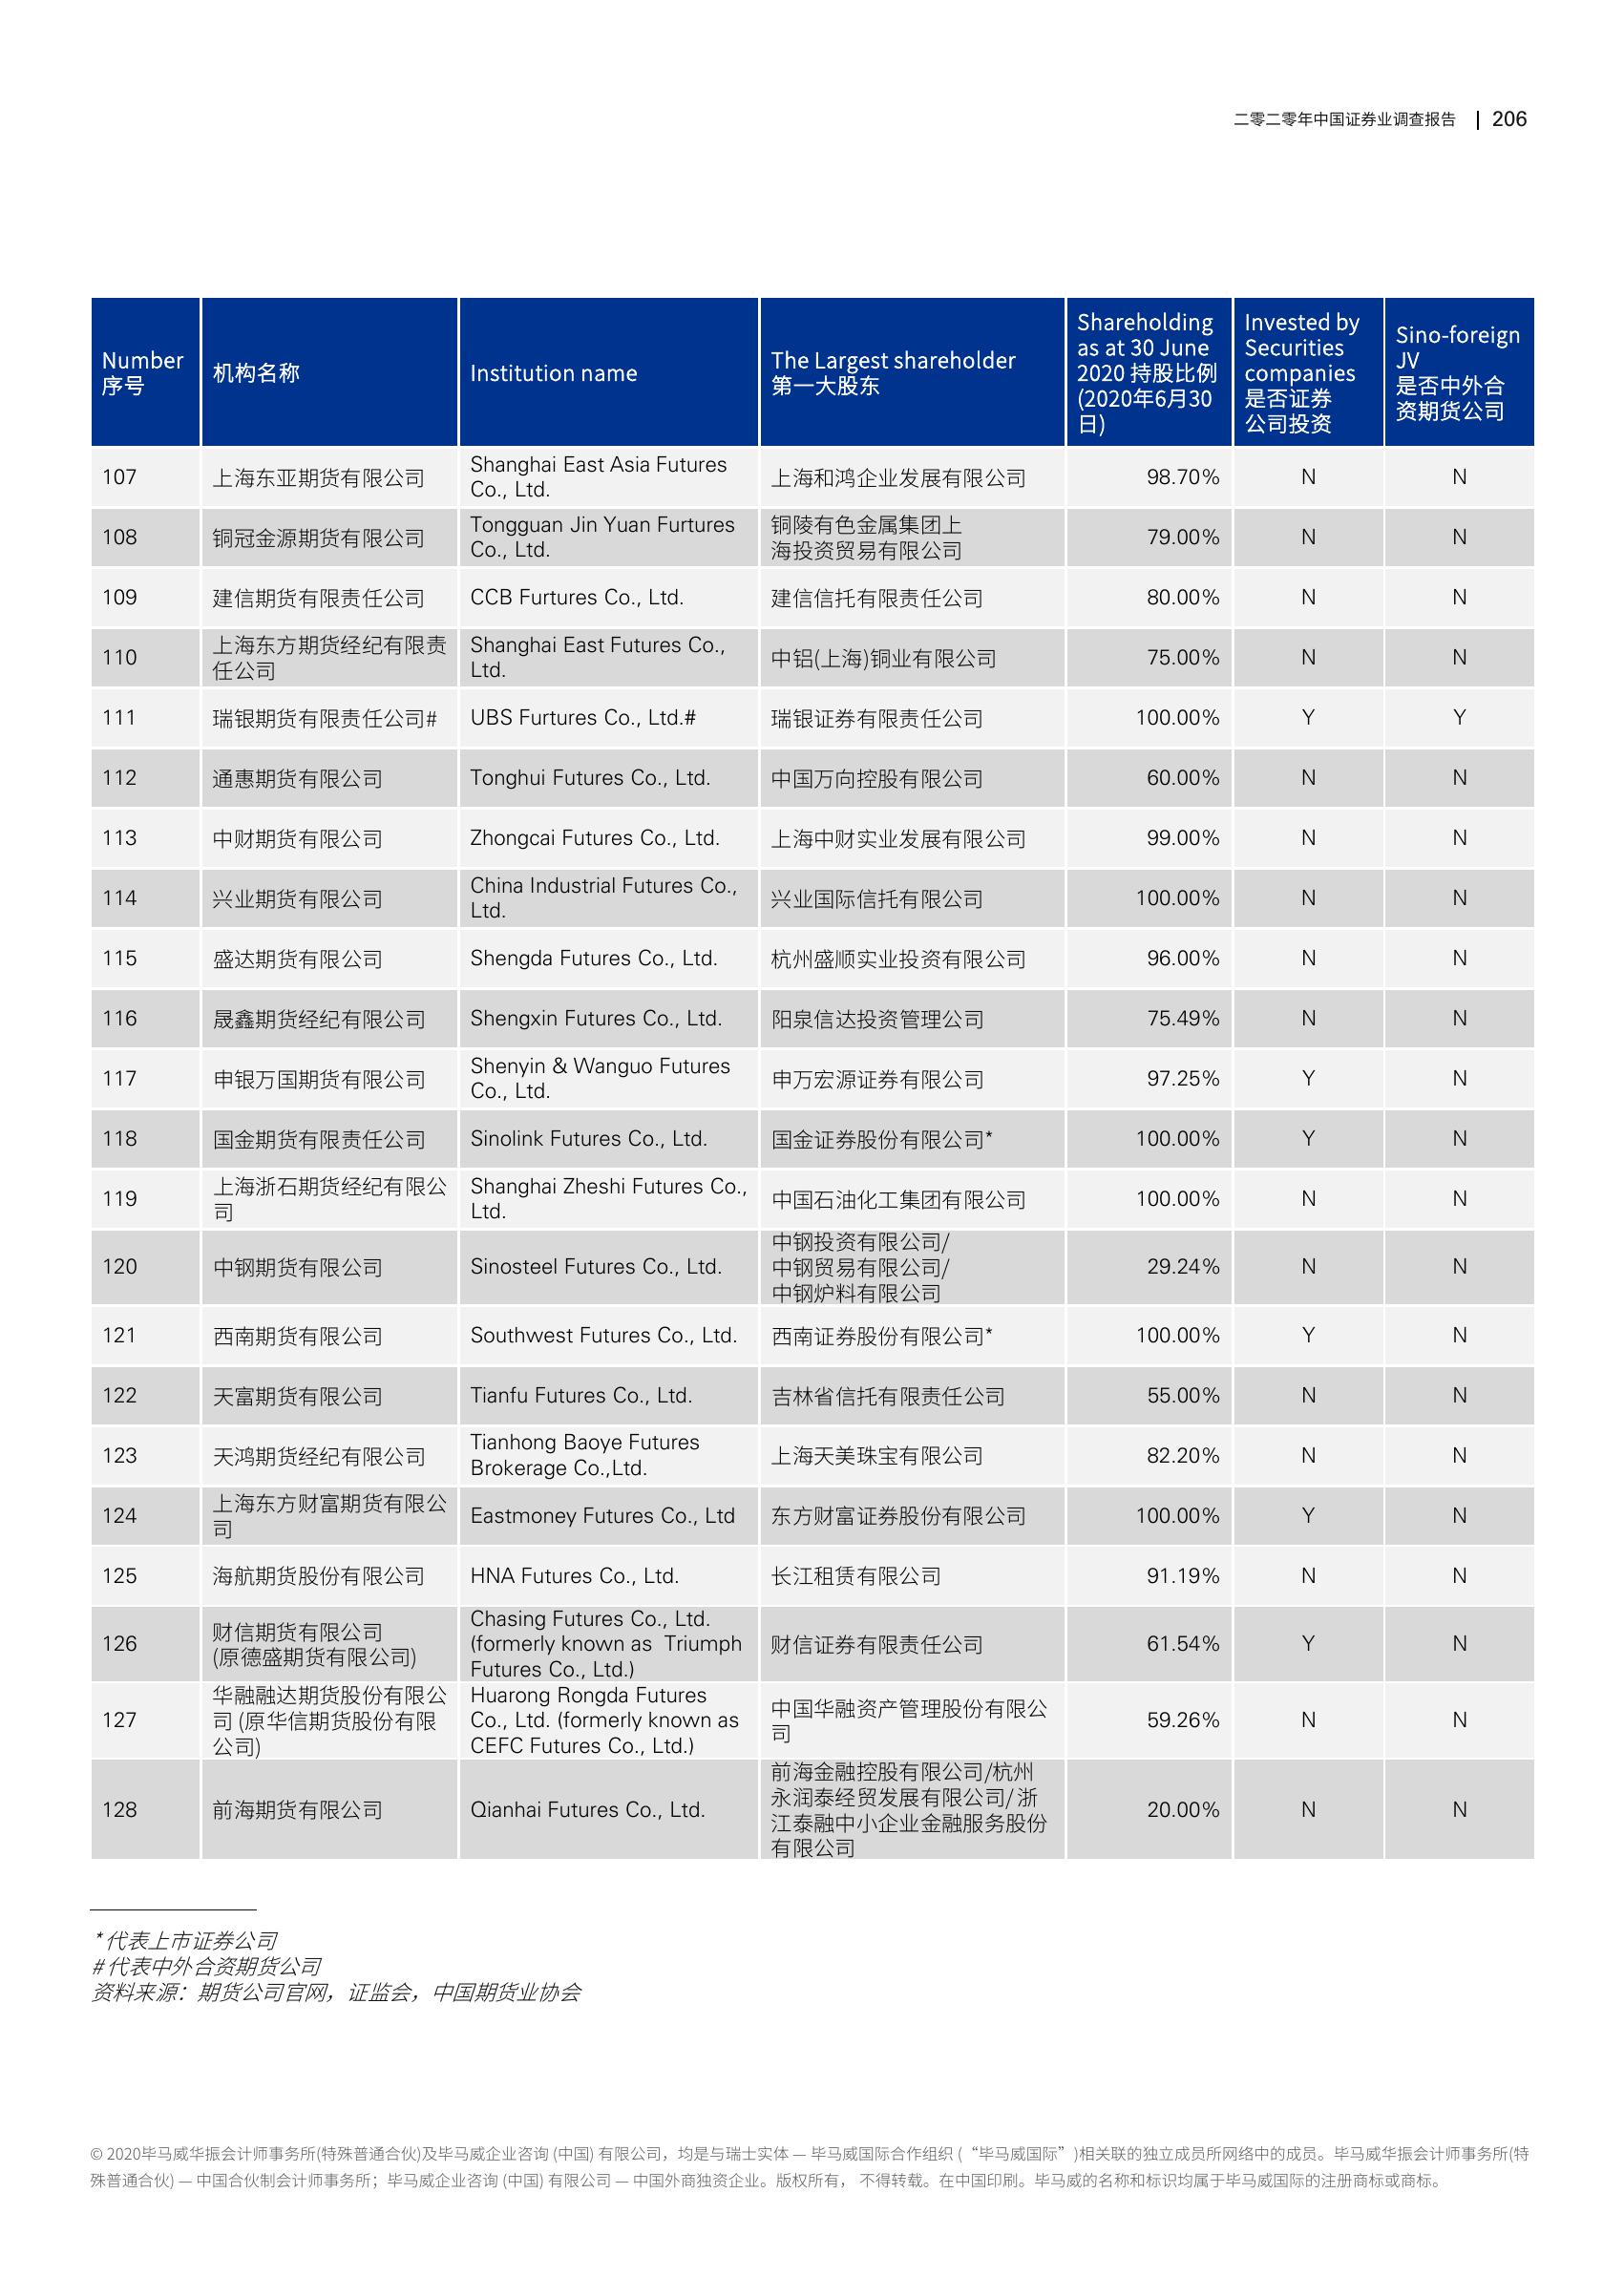 二零二零年中国证券业调查报告 | 206
Number
序号
机构名称
Institution name
The Largest shareholder
第一大股东
Shareholding
as at 30 June
2020 持股比例
(2020年6月30
日)
Invested by
Securities
companies
是否证券
公司投资
Sino-foreign
JV
是否中外合
资期货公司
107
上海东亚期货有限公司
Shanghai East Asia Futures
Co., Ltd.
上海和鸿企业发展有限公司
98.70%
N
N
108
铜冠金源期货有限公司
Tongguan Jin Yuan Furtures
Co., Ltd.
铜陵有色金属集团上
海投资贸易有限公司
79.00%
N
N
109
建信期货有限责任公司
CCB Furtures Co., Ltd.
建信信托有限责任公司
80.00%
N
N
110
上海东方期货经纪有限责
任公司
Shanghai East Futures Co.,
Ltd.
中铝(上海)铜业有限公司
75.00%
N
N
111
瑞银期货有限责任公司#
UBS Furtures Co., Ltd.#
瑞银证券有限责任公司
100.00%
Y
Y
112
通惠期货有限公司
Tonghui Futures Co., Ltd.
中国万向控股有限公司
60.00%
N
N
113
中财期货有限公司
Zhongcai Futures Co., Ltd.
上海中财实业发展有限公司
99.00%
N
N
114
兴业期货有限公司
China Industrial Futures Co.,
Ltd.
兴业国际信托有限公司
100.00%
N
N
115
盛达期货有限公司
Shengda Futures Co., Ltd.
杭州盛顺实业投资有限公司
96.00%
N
N
116
晟鑫期货经纪有限公司
Shengxin Futures Co., Ltd.
阳泉信达投资管理公司
75.49%
N
N
117
申银万国期货有限公司
Shenyin & Wanguo Futures
Co., Ltd.
申万宏源证券有限公司
97.25%
Y
N
118
国金期货有限责任公司
Sinolink Futures Co., Ltd.
国金证券股份有限公司*
100.00%
Y
N
119
上海浙石期货经纪有限公
司
Shanghai Zheshi Futures Co.,
Ltd.
中国石油化工集团有限公司
100.00%
N
N
120
中钢期货有限公司
Sinosteel Futures Co., Ltd.
中钢投资有限公司/
中钢贸易有限公司/
中钢炉料有限公司
29.24%
N
N
121
西南期货有限公司
Southwest Futures Co., Ltd.
西南证券股份有限公司*
100.00%
Y
N
122
天富期货有限公司
Tianfu Futures Co., Ltd.
吉林省信托有限责任公司
55.00%
N
N
123
天鸿期货经纪有限公司
Tianhong Baoye Futures
Brokerage Co.,Ltd.
上海天美珠宝有限公司
82.20%
N
N
124
上海东方财富期货有限公
司
Eastmoney Futures Co., Ltd
东方财富证券股份有限公司
100.00%
Y
N
125
海航期货股份有限公司
HNA Futures Co., Ltd.
长江租赁有限公司
91.19%
N
N
126
财信期货有限公司
(原德盛期货有限公司)
Chasing Futures Co., Ltd.
(formerly known as Triumph
Futures Co., Ltd.)
财信证券有限责任公司
61.54%
Y
N
127
华融融达期货股份有限公
司 (原华信期货股份有限
公司)
Huarong Rongda Futures
Co., Ltd. (formerly known as
CEFC Futures Co., Ltd.)
中国华融资产管理股份有限公
司
59.26%
N
N
128
前海期货有限公司
Qianhai Futures Co., Ltd.
前海金融控股有限公司/杭州
永润泰经贸发展有限公司/ 浙
江泰融中小企业金融服务股份
有限公司
20.00%
N
N
*代表上市证券公司
#代表中外合资期货公司
资料来源：期货公司官网，证监会，中国期货业协会
© 2020毕马威华振会计师事务所(特殊普通合伙)及毕马威企业咨询 (中国) 有限公司，均是与瑞士实体 — 毕马威国际合作组织 (“毕马威国际”)相关联的独立成员所网络中的成员。毕马威华振会计师事务所(特
殊普通合伙) — 中国合伙制会计师事务所；毕马威企业咨询 (中国) 有限公司 — 中国外商独资企业。版权所有， 不得转载。在中国印刷。毕马威的名称和标识均属于毕马威国际的注册商标或商标。